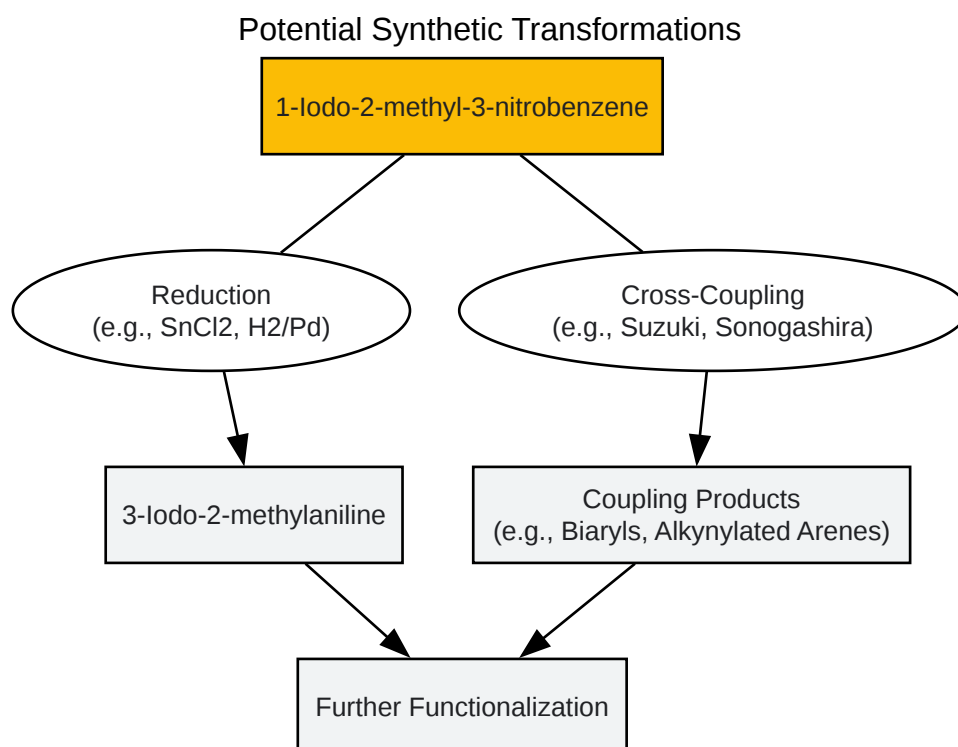 Potential Synthetic Transformations
1-Iodo-2-methyl-3-nitrobenzene
Reduction
(e.g., SnCl2, H2/Pd)
Cross-Coupling
(e.g., Suzuki, Sonogashira)
3-Iodo-2-methylaniline
Coupling Products
(e.g., Biaryls, Alkynylated Arenes)
Further Functionalization